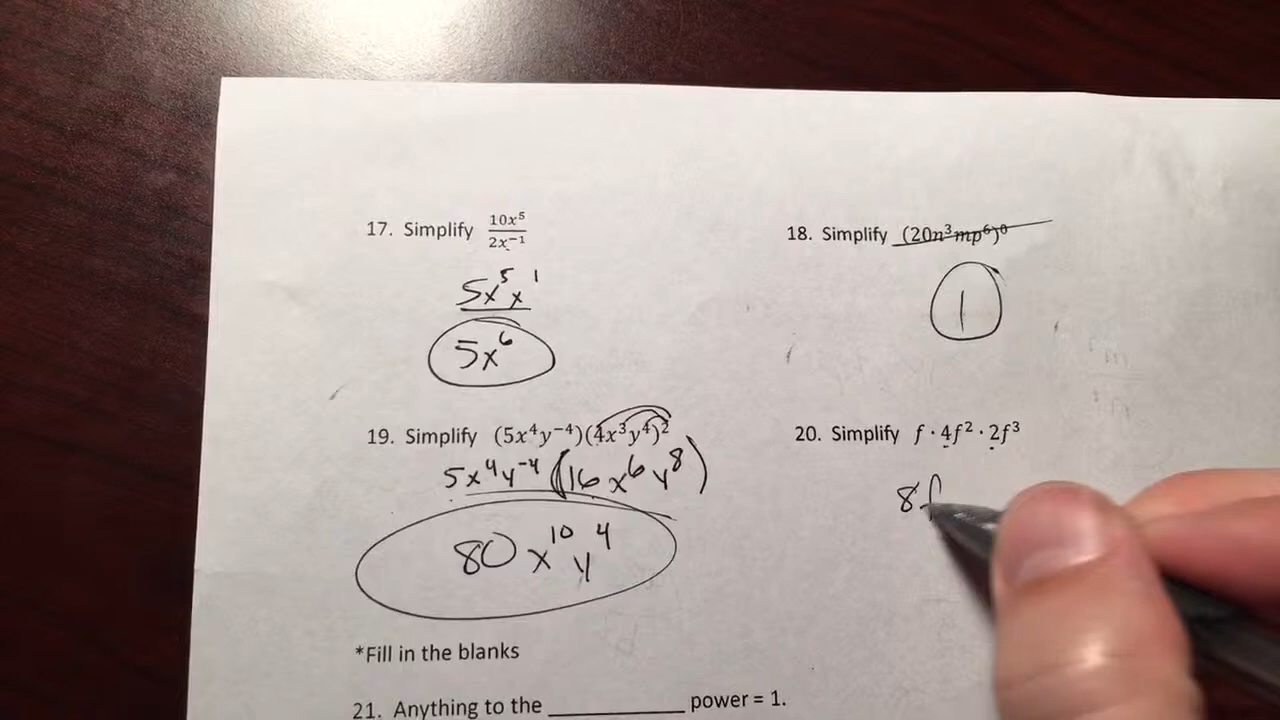 17. Simplify 10x⁵/2x⁻¹
5x⁵x¹
5x⁶
18. Simplify (20n³mp⁶)⁰
1
19. Simplify (5x⁴y⁻⁴)(4x³y⁴)²
5x⁴y⁻⁴(16x⁶y⁸)
80x¹⁰y⁴
20. Simplify f · 4f² · 2f³
8f
*Fill in the blanks
21. Anything to the __________ power = 1.